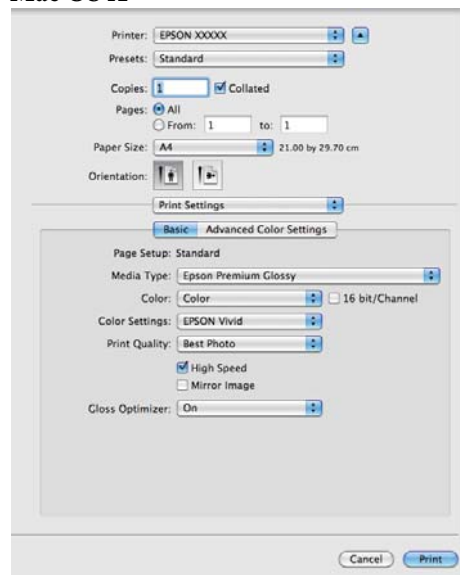 Mac OS X
Printer: EPSON XXXXX
Presets: Standard
Copies: 1 Collated
Pages: All
From: 1 to: 1
Paper Size: A4 21.00 by 29.70 cm
Orientation:
Print Settings
Basic Advanced Color Settings
Page Setup: Standard
Media Type: Epson Premium Glossy
Color: Color 16 bit/Channel
Color Settings: EPSON Vivid
Print Quality: Best Photo
High Speed
Mirror Image
Gloss Optimizer: On
Cancel Print